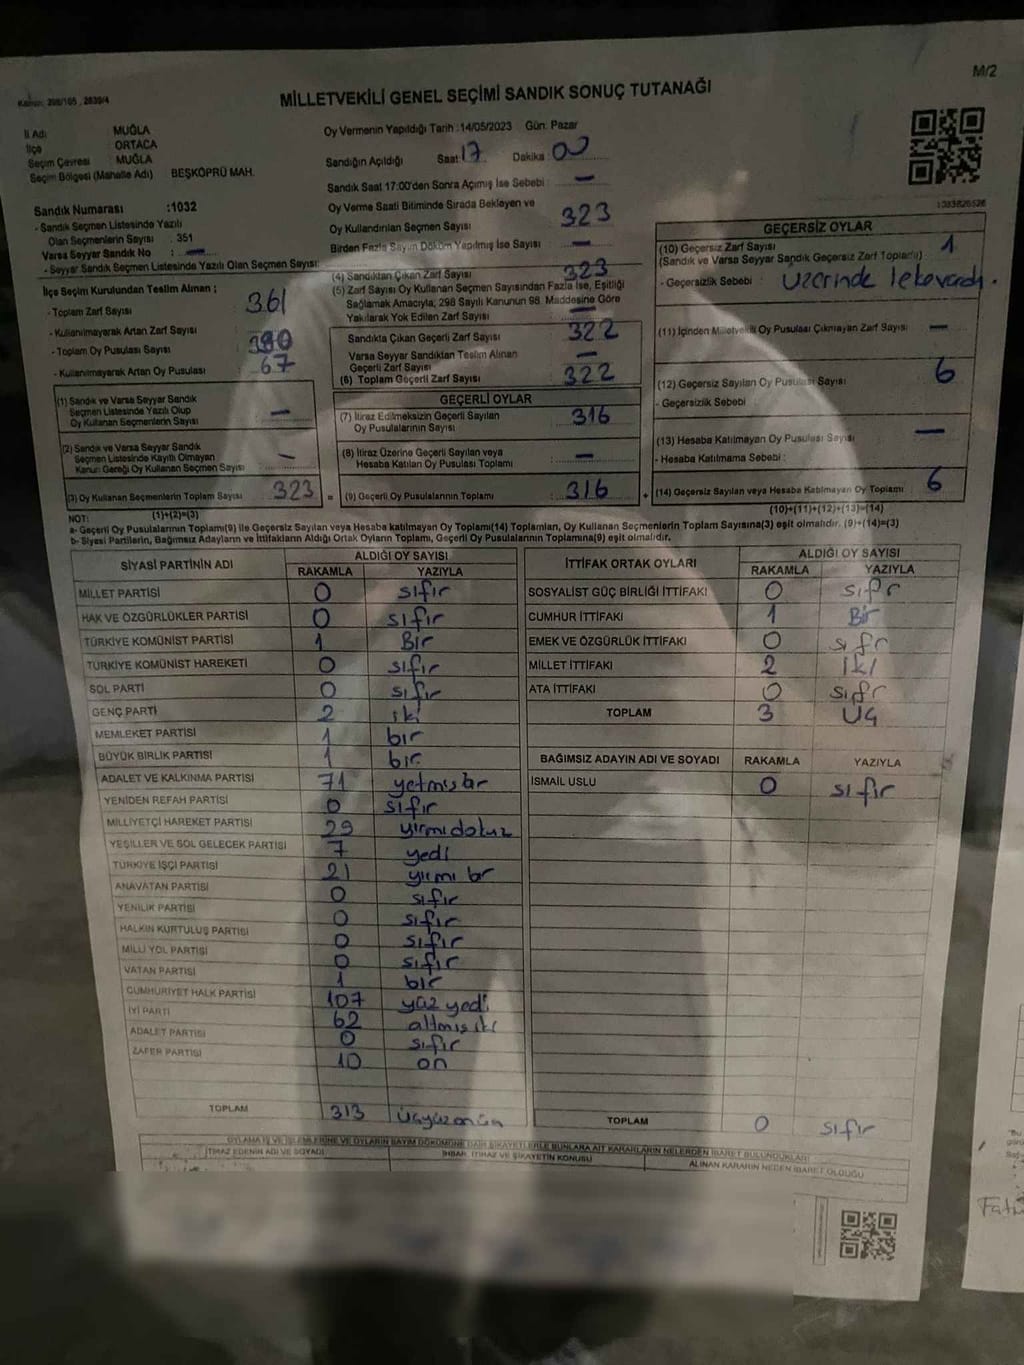 M/2
Kanun: 298/105 , 2839/4
MİLLETVEKİLİ GENEL SEÇİMİ SANDIK SONUÇ TUTANAĞI
İl Adı MUĞLA
İlçe ORTACA
Seçim Çevresi MUĞLA
Seçim Bölgesi (Mahalle Adı) BEŞKÖPRÜ MAH.
Sandık Numarası :1032
- Sandık Seçmen Listesinde Yazılı
Olan Seçmenlerin Sayısı : 351
Varsa Seyyar Sandık No : —
- Seyyar Sandık Seçmen Listesinde Yazılı Olan Seçmen Sayısı:
İlçe Seçim Kurulundan Teslim Alınan ;
- Toplam Zarf Sayısı 361
- Kullanılmayarak Artan Zarf Sayısı
- Toplam Oy Pusulası Sayısı
- Kullanılmayarak Artan Oy Pusulası 67
(1) Sandık ve Varsa Seyyar Sandık
Seçmen Listesinde Yazılı Olup
Oy Kullanan Seçmenlerin Sayısı : —
(2) Sandık ve Varsa Seyyar Sandık
Seçmen Listesinde Kayıtlı Olmayan
Kanun Gereği Oy Kullanan Seçmen Sayısı : —
(3) Oy Kullanan Seçmenlerin Toplam Sayısı : 323 =
Oy Vermenin Yapıldığı Tarih :14/05/2023 Gün: Pazar
Sandığın Açıldığı Saat: 17 Dakika : 00
Sandık Saat 17:00'den Sonra Açımış İse Sebebi : —
Oy Verme Saati Bitiminde Sırada Bekleyen ve
Oy Kullandırılan Seçmen Sayısı : 323
Birden Fazla Sayım Döküm Yapılmış İse Sayısı : —
(4) Sandıktan Çıkan Zarf Sayısı : 323
(5) Zarf Sayısı Oy Kullanan Seçmen Sayısından Fazla İse, Eşitliği
Sağlamak Amacıyla, 298 Sayılı Kanunun 98. Maddesine Göre
Yakılarak Yok Edilen Zarf Sayısı : —
Sandıkta Çıkan Geçerli Zarf Sayısı : 322
Varsa Seyyar Sandıktan Teslim Alınan
Geçerli Zarf Sayısı : —
(6) Toplam Geçerli Zarf Sayısı : 322
GEÇERLİ OYLAR
(7) İtiraz Edilmeksizin Geçerli Sayılan
Oy Pusulalarının Sayısı : 316
(8) İtiraz Üzerine Geçerli Sayılan veya
Hesaba Katılan Oy Pusulası Toplamı : —
(9) Geçerli Oy Pusulalarının Toplamı : 316 +
1033826526
GEÇERSİZ OYLAR
(10) Geçersiz Zarf Sayısı : 1
(Sandık ve Varsa Seyyar Sandık Geçersiz Zarf Toplamı)
- Geçersizlik Sebebi : üzerinde leke vardı.
(11) İçinden Milletvekili Oy Pusulası Çıkmayan Zarf Sayısı : —
(12) Geçersiz Sayılan Oy Pusulası Sayısı : 6
- Geçersizlik Sebebi :
(13) Hesaba Katılmayan Oy Pusulası Sayısı : —
- Hesaba Katılmama Sebebi :
(14) Geçersiz Sayılan veya Hesaba Katılmayan Oy Toplamı : 6
NOT: (1)+(2)=(3) (10)+(11)+(12)+(13)=(14)
a- Geçerli Oy Pusulalarının Toplamı(9) ile Geçersiz Sayılan veya Hesaba katılmayan Oy Toplamı(14) Toplamları, Oy Kullanan Seçmenlerin Toplam Sayısına(3) eşit olmalıdır. (9)+(14)=(3)
b- Siyasi Partilerin, Bağımsız Adayların ve İttifakların Aldığı Ortak Oyların Toplamı, Geçerli Oy Pusulalarının Toplamına(9) eşit olmalıdır.
SİYASİ PARTİNİN ADI ALDIĞI OY SAYISI
RAKAMLA YAZIYLA
MİLLET PARTİSİ 0 sıfır
HAK VE ÖZGÜRLÜKLER PARTİSİ 0 sıfır
TÜRKİYE KOMÜNİST PARTİSİ 1 Bir
TÜRKİYE KOMÜNİST HAREKETİ 0 sıfır
SOL PARTİ 0 sıfır
GENÇ PARTİ 2 iki
MEMLEKET PARTİSİ 1 bir
BÜYÜK BİRLİK PARTİSİ 1 bir
ADALET VE KALKINMA PARTİSİ 71 yetmiş bir
YENİDEN REFAH PARTİSİ 0 sıfır
MİLLİYETÇİ HAREKET PARTİSİ 29 yirmidokuz
YEŞİLLER VE SOL GELECEK PARTİSİ 7 yedi
TÜRKİYE İŞÇİ PARTİSİ 21 yirmi br
ANAVATAN PARTİSİ 0 sıfır
YENİLİK PARTİSİ 0 sıfır
HALKIN KURTULUŞ PARTİSİ 0 sıfır
MİLLİ YOL PARTİSİ 0 sıfır
VATAN PARTİSİ 1 bir
CUMHURİYET HALK PARTİSİ 107 yüz yedi
İYİ PARTİ 62 altmış iki
ADALET PARTİSİ 0 sıfır
ZAFER PARTİSİ 10 on
TOPLAM 313 üçyüzonüç
İTTİFAK ORTAK OYLARI ALDIĞI OY SAYISI
RAKAMLA YAZIYLA
SOSYALİST GÜÇ BİRLİĞİ İTTİFAKI 0 sıfır
CUMHUR İTTİFAKI 1 Bir
EMEK VE ÖZGÜRLÜK İTTİFAKI 0 sıfr
MİLLET İTTİFAKI 2 iki
ATA İTTİFAKI 0 sıfr
TOPLAM 3 üç
BAĞIMSIZ ADAYIN ADI VE SOYADI RAKAMLA YAZIYLA
İSMAİL USLU 0 sıfır
TOPLAM 0 sıfır
OYLAMA İŞ VE İŞLEMLERİNE VE OYLARIN SAYIM DÖKÜMÜNE DAİR ŞİKAYETLERLE BUNLARA AİT KARARLARIN NELERDEN İBARET BULUNDUKLARI
İTİRAZ EDENİN ADI VE SOYADI İHBAR, İTİRAZ VE ŞİKAYETİN KONUSU ALINAN KARARIN NEDEN İBARET OLDUĞU